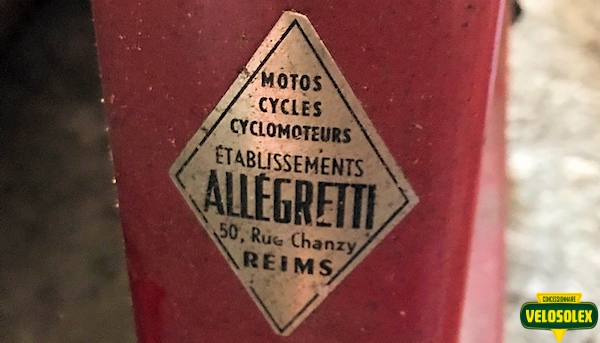 MOTOS
CYCLES
CYCLOMOTEURS
ÉTABLISSEMENTS
ALLÉGRETTI
50, Rue Chanzy
REIMS
CONCESSIONNAIRE
VELOSOLEX